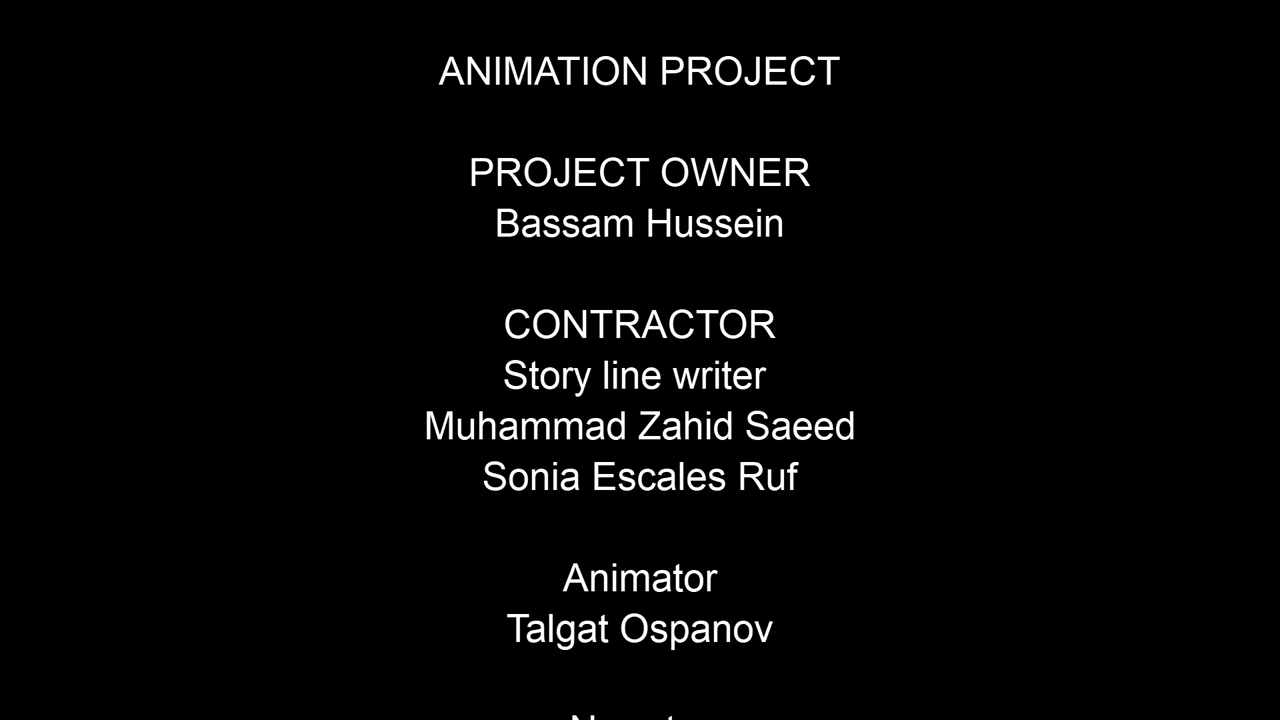 ANIMATION PROJECT
PROJECT OWNER
Bassam Hussein
CONTRACTOR
Story line writer
Muhammad Zahid Saeed
Sonia Escales Ruf
Animator
Talgat Ospanov